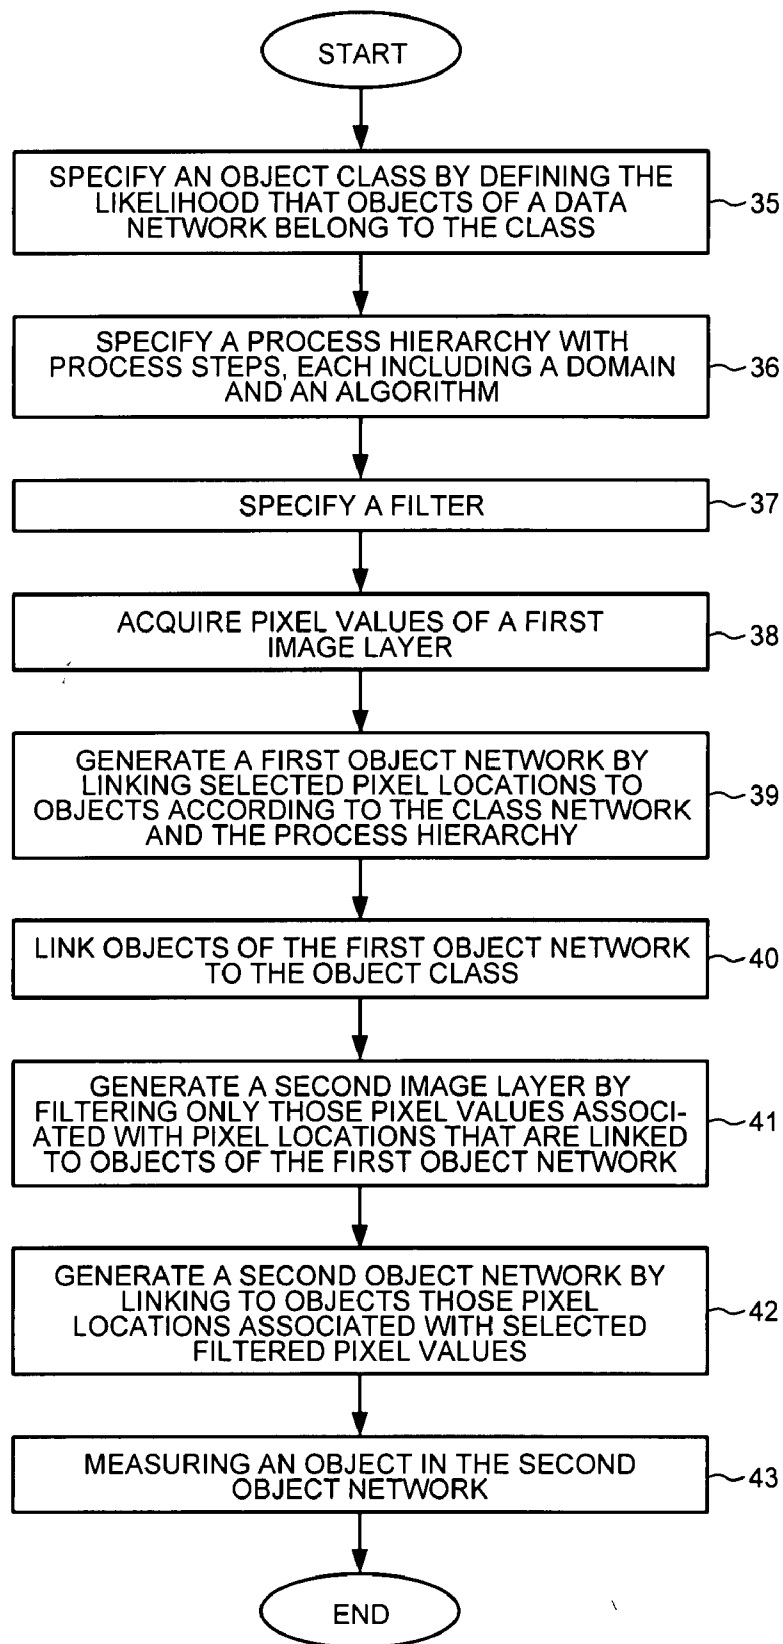 START
SPECIFY AN OBJECT CLASS BY DEFINING THE
LIKELIHOOD THAT OBJECTS OF A DATA
NETWORK BELONG TO THE CLASS
35
SPECIFY A PROCESS HIERARCHY WITH
PROCESS STEPS, EACH INCLUDING A DOMAIN
AND AN ALGORITHM
36
SPECIFY A FILTER
37
ACQUIRE PIXEL VALUES OF A FIRST
IMAGE LAYER
38
GENERATE A FIRST OBJECT NETWORK BY
LINKING SELECTED PIXEL LOCATIONS TO
OBJECTS ACCORDING TO THE CLASS NETWORK
AND THE PROCESS HIERARCHY
39
LINK OBJECTS OF THE FIRST OBJECT NETWORK
TO THE OBJECT CLASS
40
GENERATE A SECOND IMAGE LAYER BY
FILTERING ONLY THOSE PIXEL VALUES ASSOCI-
ATED WITH PIXEL LOCATIONS THAT ARE LINKED
TO OBJECTS OF THE FIRST OBJECT NETWORK
41
GENERATE A SECOND OBJECT NETWORK BY
LINKING TO OBJECTS THOSE PIXEL
LOCATIONS ASSOCIATED WITH SELECTED
FILTERED PIXEL VALUES
42
MEASURING AN OBJECT IN THE SECOND
OBJECT NETWORK
43
END